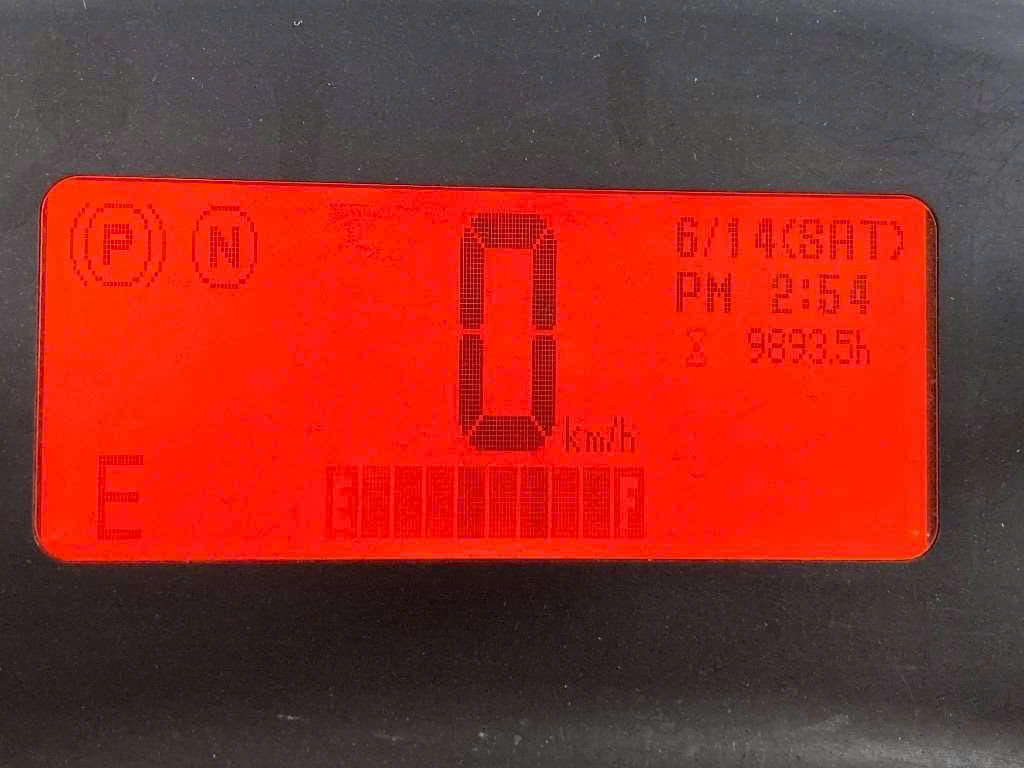 P N
0 km/h
6/14(SAT)
PM 2:54
9893.5h
E
E F